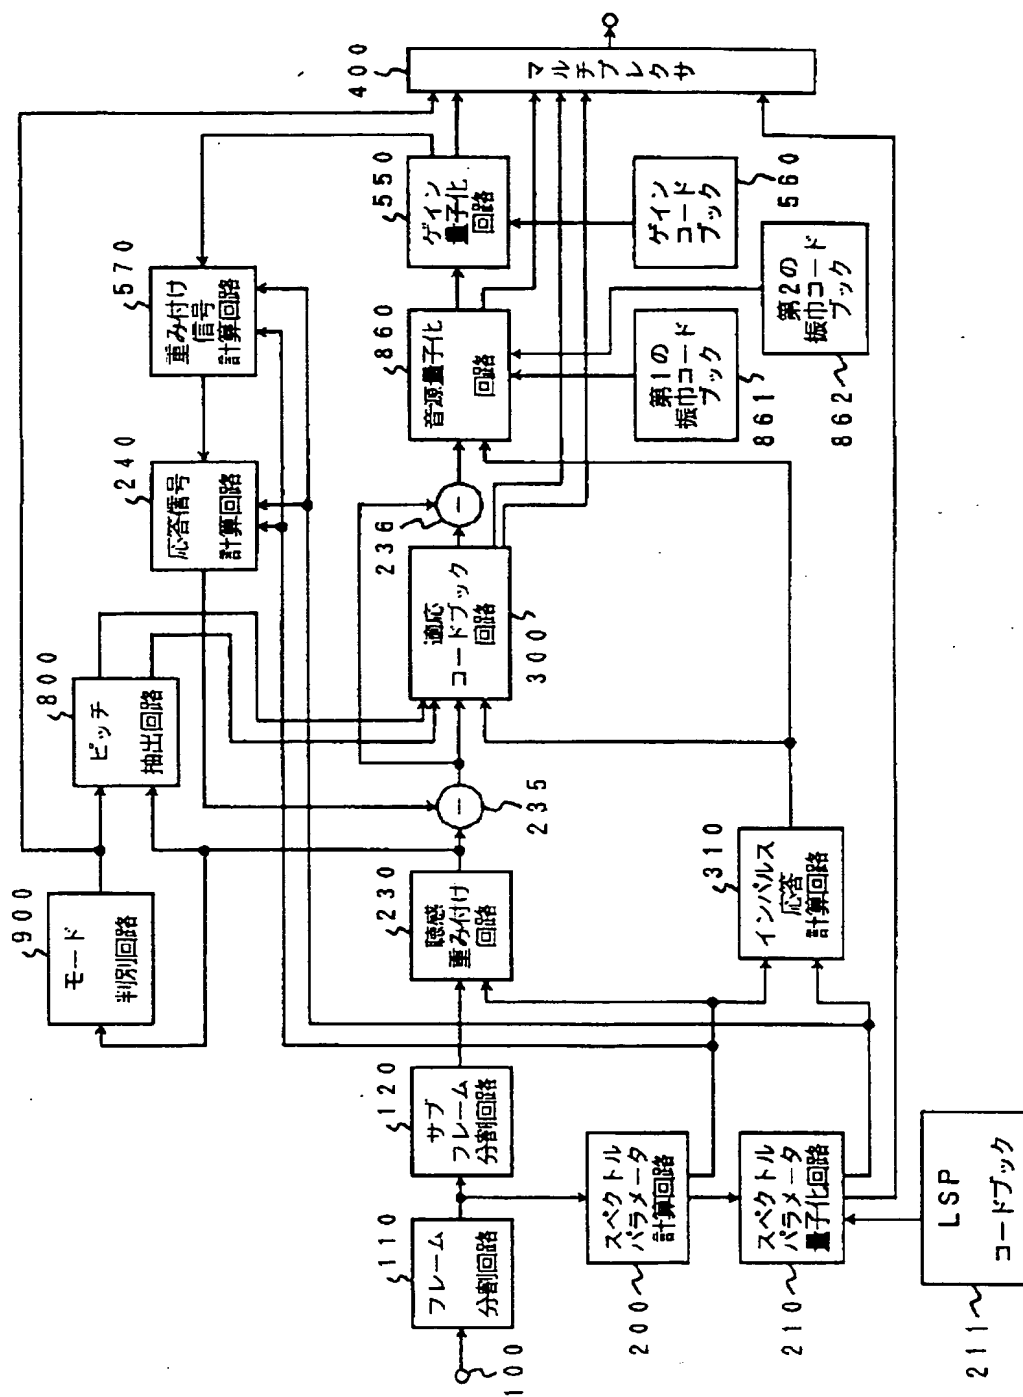 100
110
フレーム
分割回路
120
サブ
フレーム
分割回路
200
スペクトル
パラメータ
計算回路
210
スペクトル
パラメータ
量子化回路
211
LSP
コードブック
900
モード
判別回路
230
聴感
重み付け
回路
235
−
310
インパルス
応答
計算回路
800
ピッチ
抽出回路
300
適応
コードブック
回路
236
−
240
応答信号
計算回路
570
重み付け
信号
計算回路
860
音源量子化
回路
861
第1の
振巾コード
ブック
862
第2の
振巾コード
ブック
550
ゲイン
量子化
回路
560
ゲイン
コード
ブック
400
マルチプレクサ